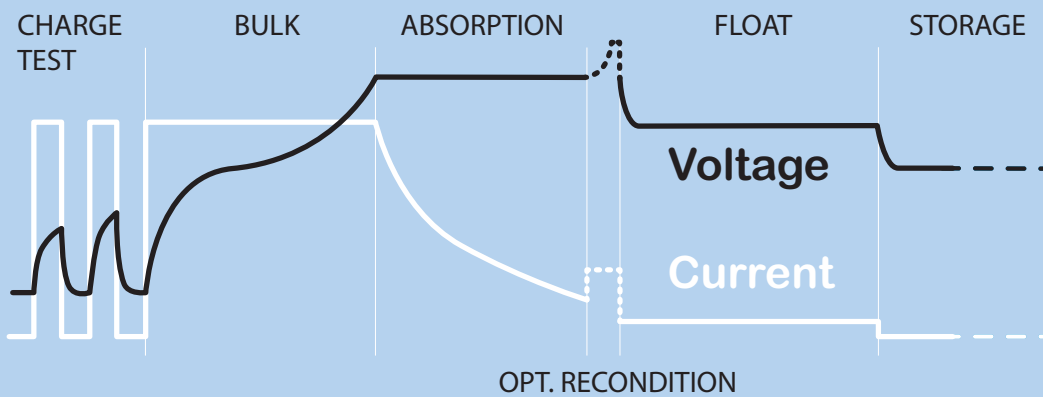 CHARGE TEST
BULK
ABSORPTION
FLOAT
STORAGE
Voltage
Current
OPT. RECONDITION